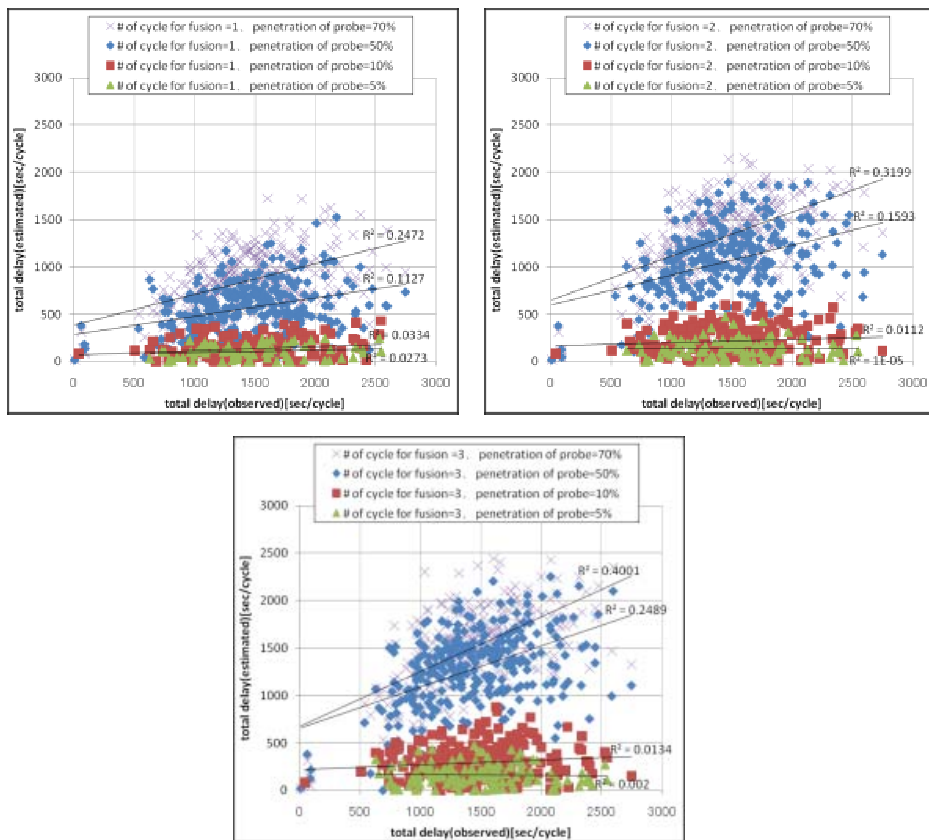 # of cycle for fusion =1、 penetration of probe=70%
# of cycle for fusion=1、 penetration of probe=50%
# of cycle for fusion=1、 penetration of probe=10%
# of cycle for fusion=1、 penetration of probe=5%
3000
2500
2000
1500
1000
500
0
total delay(estimated)[sec/cycle]
R² = 0.2472
R² = 0.1127
R² = 0.0334
R² = 0.0273
0 500 1000 1500 2000 2500 3000
total delay(observed)[sec/cycle]
# of cycle for fusion =2、 penetration of probe=70%
# of cycle for fusion=2、 penetration of probe=50%
# of cycle for fusion=2、 penetration of probe=10%
# of cycle for fusion=2、 penetration of probe=5%
3000
2500
2000
1500
1000
500
0
total delay(estimated)[sec/cycle]
R² = 0.3199
R² = 0.1593
R² = 0.0112
R² = 1E-05
0 500 1000 1500 2000 2500 3000
total delay(observed)[sec/cycle]
# of cycle for fusion =3、 penetration of probe=70%
# of cycle for fusion=3、 penetration of probe=50%
# of cycle for fusion=3、 penetration of probe=10%
# of cycle for fusion=3、 penetration of probe=5%
3000
2500
2000
1500
1000
500
0
total delay(estimated)[sec/cycle]
R² = 0.4001
R² = 0.2489
R² = 0.0134
R² = 0.002
0 500 1000 1500 2000 2500 3000
total delay(observed)[sec/cycle]